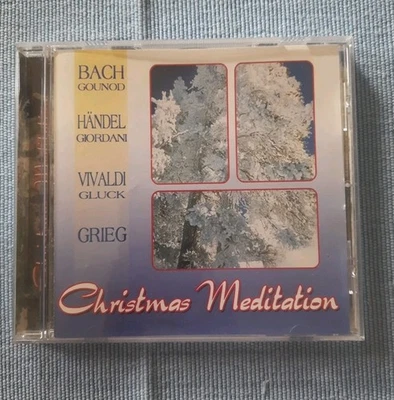 BACH
GOUNOD
HÄNDEL
GIORDANI
VIVALDI
GLUCK
GRIEG
Christmas Meditation